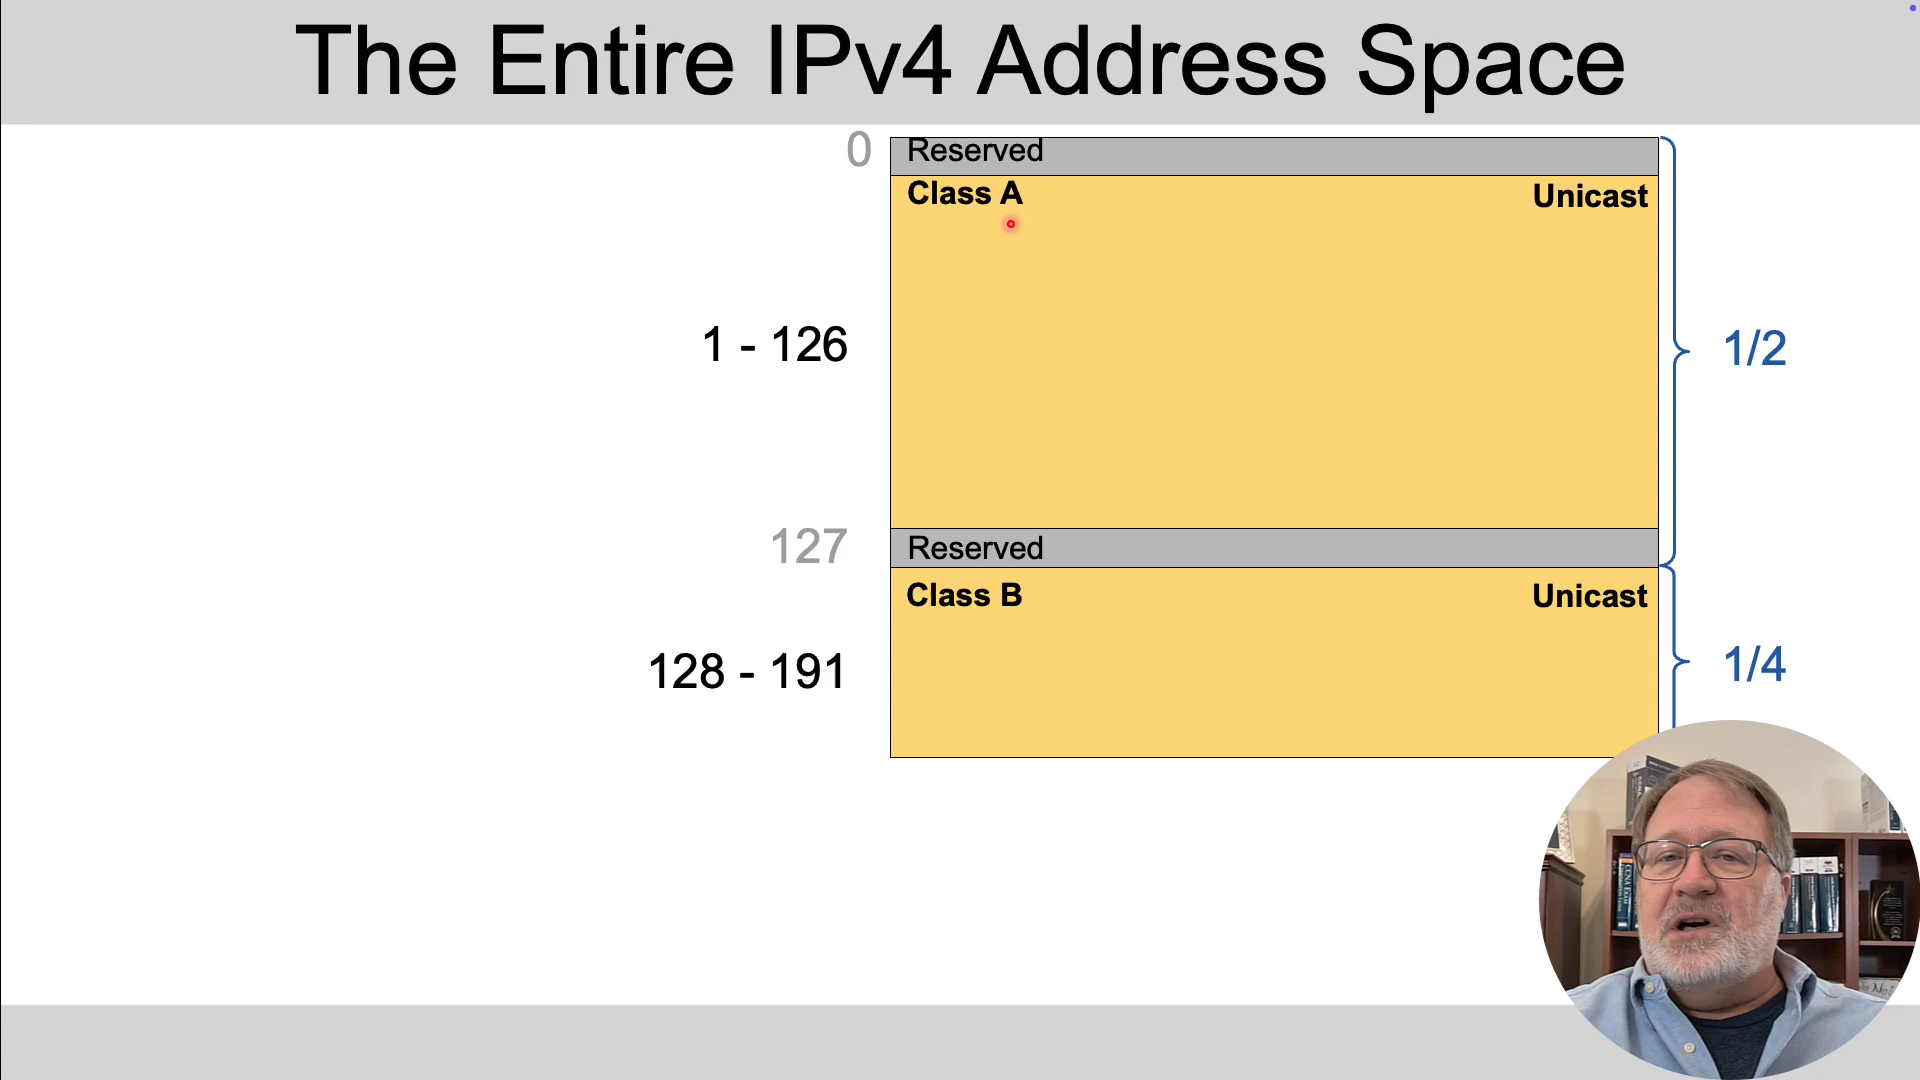 The Entire IPv4 Address Space
0
Reserved
Class A
Unicast
1 - 126
1/2
127
Reserved
Class B
Unicast
128 - 191
1/4
CCNA